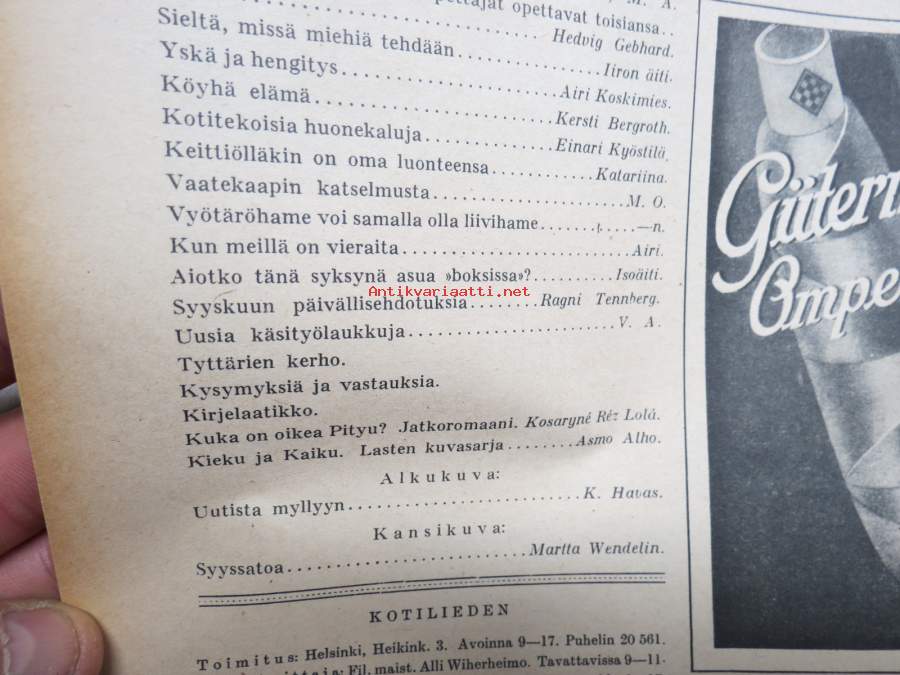 M. A.
opettavat toisiansa..
Hedvig Gebhard.
Sieltä, missä miehiä tehdään................Iiron äiti.
Yskä ja hengitys........................Airi Koskimies.
Köyhä elämä..........................Kersti Bergroth.
Kotitekoisia huonekaluja..............Einari Kyöstilä.
Keittiölläkin on oma luonteensa............Katariina.
Vaatekaapin katselmusta......................M. O.
Vyötäröhame voi samalla olla liivihame.........—n.
Kun meillä on vieraita..........................Airi.
Aiotko tänä syksynä asua »boksissa»?..........Isoäiti.
Antikvariaatti.net
Syyskuun päivällisehdotuksia........Ragni Tennberg.
Uusia käsityölaukkuja........................V. A.
Tyttärien kerho.
Kysymyksiä ja vastauksia.
Kirjelaatikko.
Kuka on oikea Pityu? Jatkoromaani. Kosaryné Réz Lolá.
Kieku ja Kaiku. Lasten kuvasarja........Asmo Alho.
Alkukuva:
Uutista myllyyn...........................K. Havas.
Kansikuva:
Syyssatoa...........................Martta Wendelin.
KOTILIEDEN
Toimitus: Helsinki, Heikink. 3. Avoinna 9—17. Puhelin 20 561.
Fil. maist. Alli Wiherheimo. Tavattavissa 9—11.
Güterm
Ompe